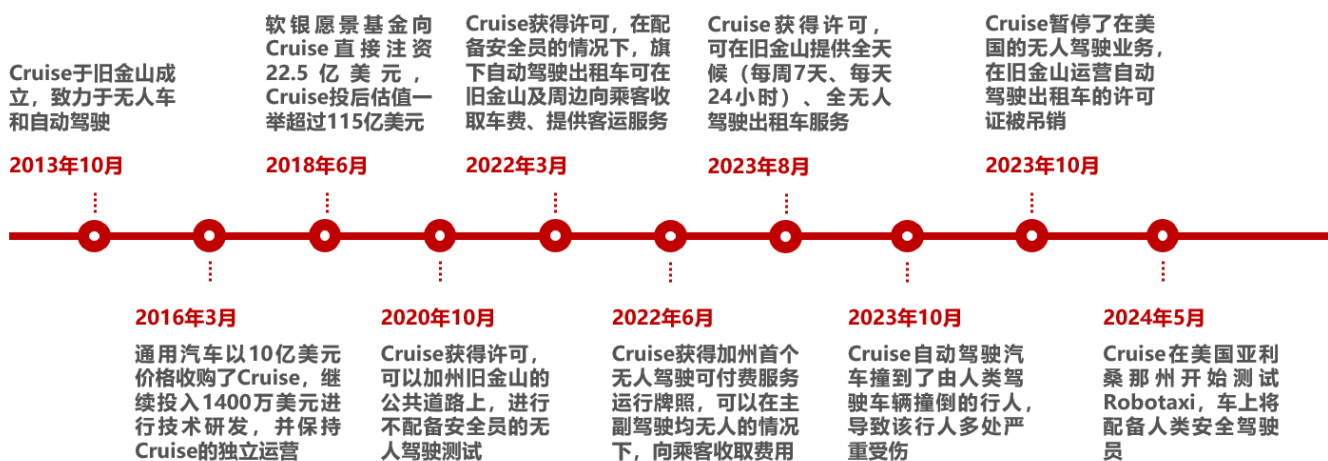 Cruise于旧金山成
立，致力于无人车
和自动驾驶
2013年10月
软银愿景基金向
Cruise直接注资
22.5亿美元，
Cruise投后估值一
举超过115亿美元
2018年6月
Cruise获得许可，在配
备安全员的情况下，旗
下自动驾驶出租车可在
旧金山及周边向乘客收
取车费、提供客运服务
2022年3月
Cruise获得许可，
可在旧金山提供全天
候（每周7天、每天
24小时）、全无人
驾驶出租车服务
2023年8月
Cruise暂停了在美
国的无人驾驶业务，
在旧金山运营自动
驾驶出租车的许可
证被吊销
2023年10月
2016年3月
通用汽车以10亿美元
价格收购了Cruise，继
续投入1400万美元进
行技术研发，并保持
Cruise的独立运营
2020年10月
Cruise获得许可，
可以加州旧金山的
公共道路上，进行
不配备安全员的无
人驾驶测试
2022年6月
Cruise获得加州首个
无人驾驶可付费服务
运行牌照，可以在主
副驾驶均无人的情况
下，向乘客收取费用
2023年10月
Cruise自动驾驶汽
车撞到了由人类驾
驶车辆撞倒的行人，
导致该行人多处严
重受伤
2024年5月
Cruise在美国亚利
桑那州开始测试
Robotaxi，车上将
配备人类安全驾驶
员